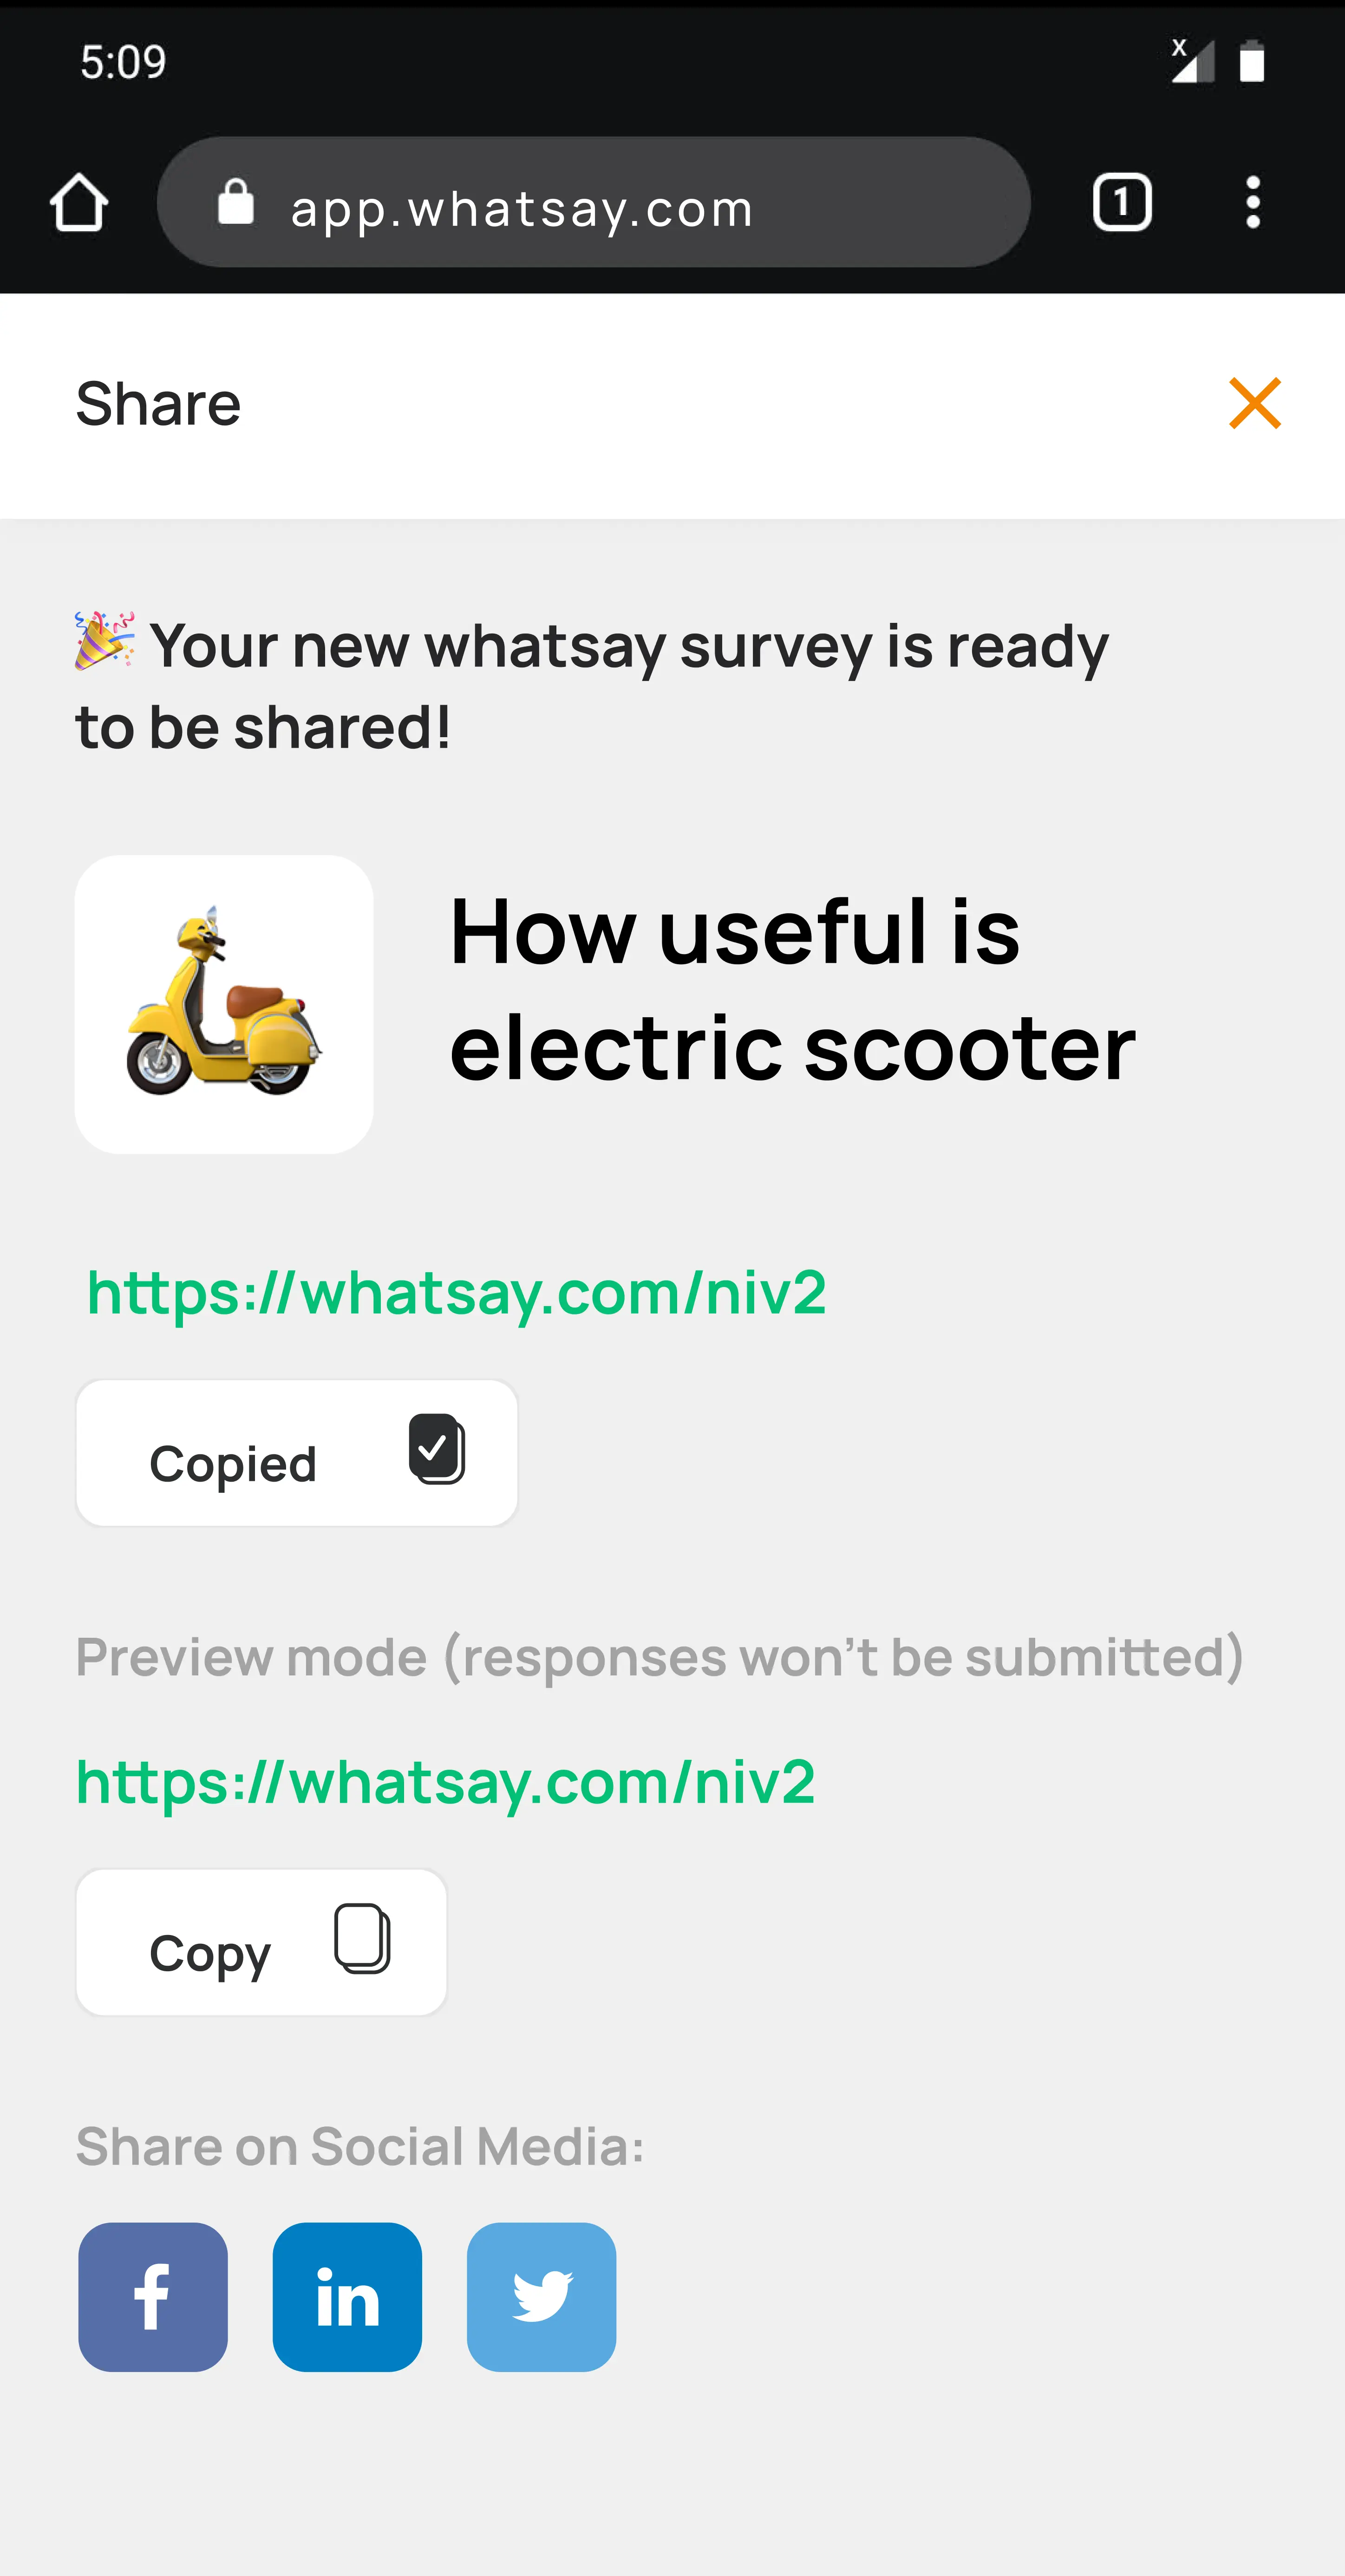 5:09
x
app.whatsay.com
1
Share
🎉 Your new whatsay survey is ready
to be shared!
How useful is
electric scooter
https://whatsay.com/niv2
Copied
Preview mode (responses won’t be submitted)
https://whatsay.com/niv2
Copy
Share on Social Media:
f
in